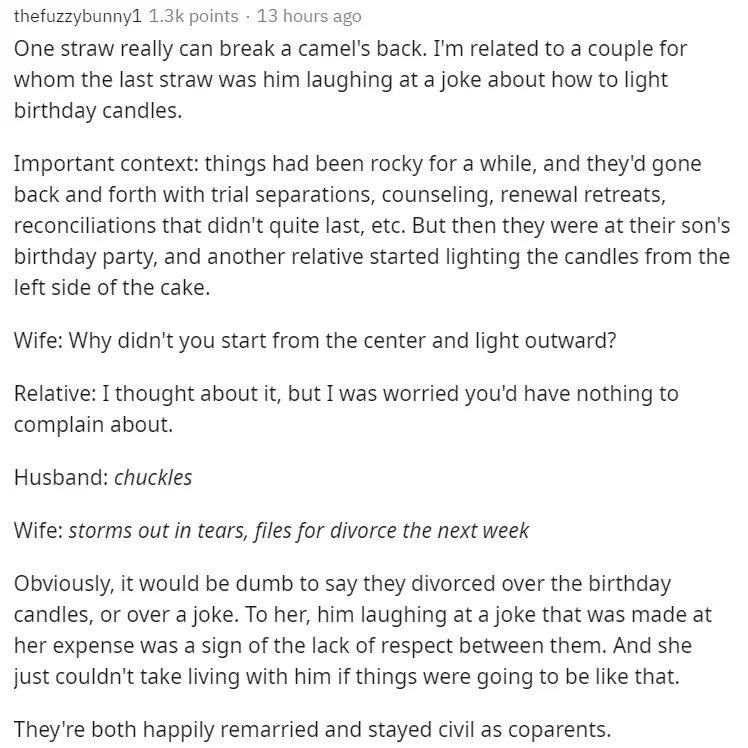 thefuzzybunny1 1.3k points · 13 hours ago
One straw really can break a camel's back. I'm related to a couple for
whom the last straw was him laughing at a joke about how to light
birthday candles.
Important context: things had been rocky for a while, and they'd gone
back and forth with trial separations, counseling, renewal retreats,
reconciliations that didn't quite last, etc. But then they were at their son's
birthday party, and another relative started lighting the candles from the
left side of the cake.
Wife: Why didn't you start from the center and light outward?
Relative: I thought about it, but I was worried you'd have nothing to
complain about.
Husband: chuckles
Wife: storms out in tears, files for divorce the next week
Obviously, it would be dumb to say they divorced over the birthday
candles, or over a joke. To her, him laughing at a joke that was made at
her expense was a sign of the lack of respect between them. And she
just couldn't take living with him if things were going to be like that.
They're both happily remarried and stayed civil as coparents.